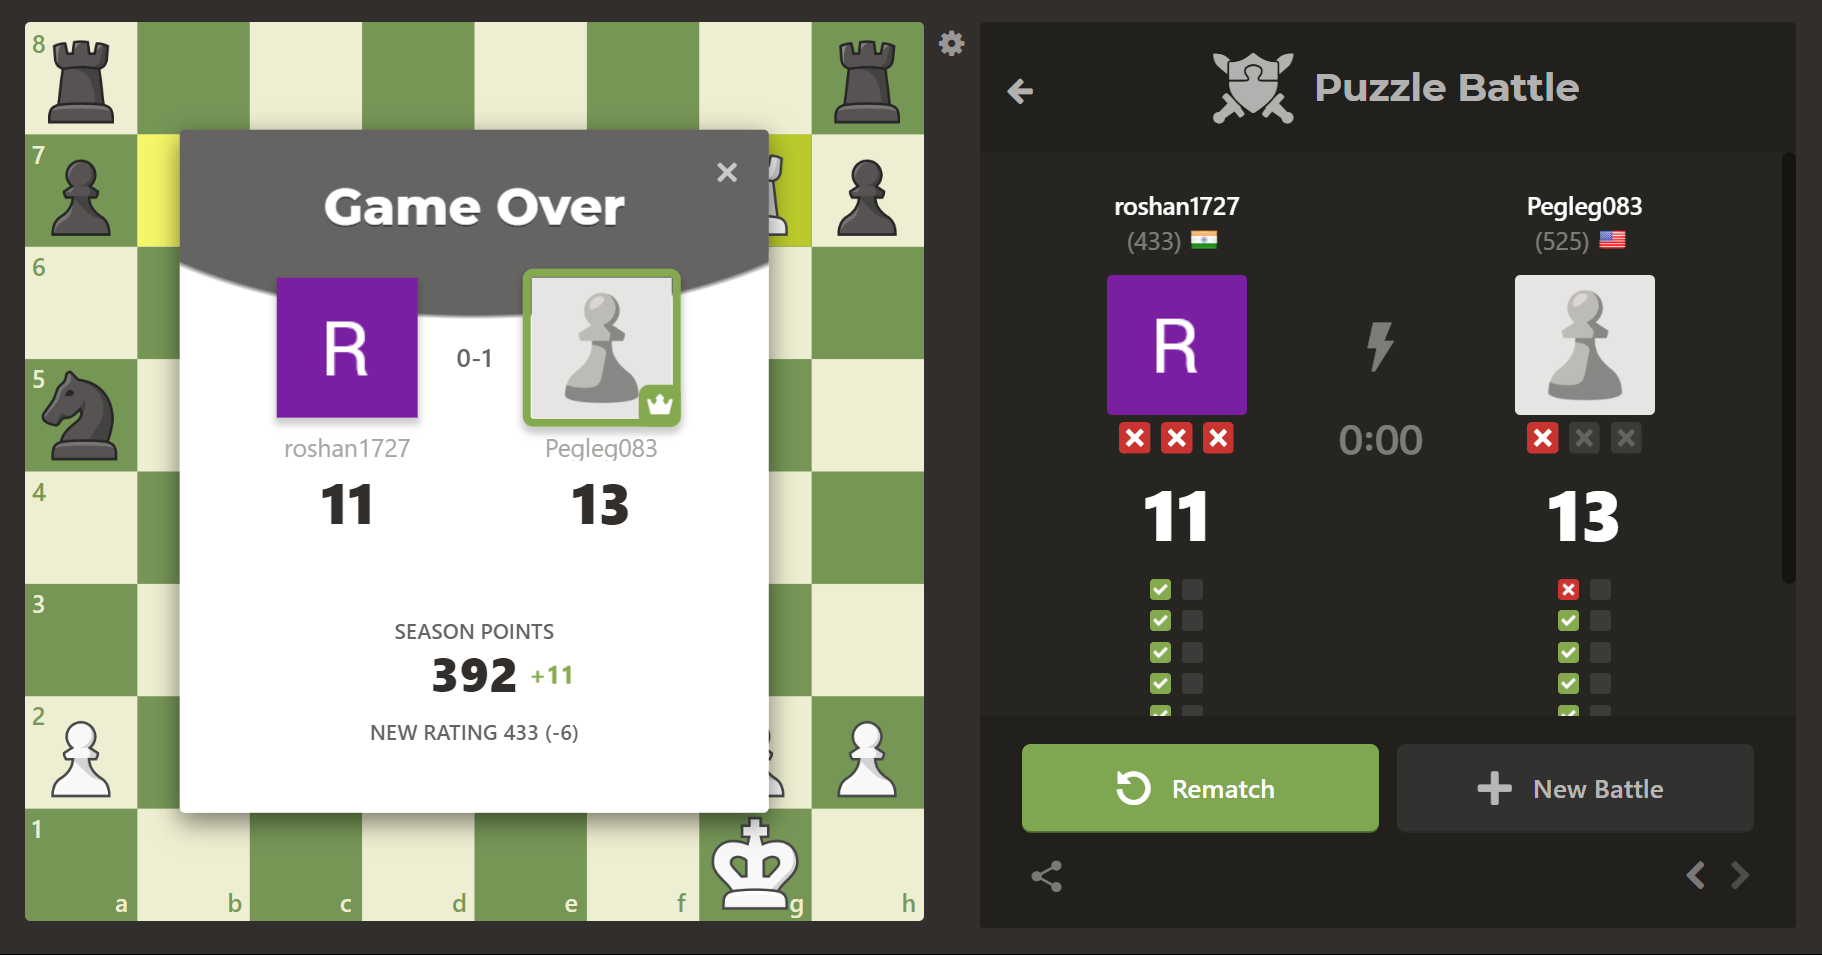 8
7
6
5
4
3
2
1
a
b
c
d
e
f
g
h
Game Over
R
0-1
roshan1727
Pegleg083
11
13
SEASON POINTS
392 +11
NEW RATING 433 (-6)
Puzzle Battle
roshan1727
(433)
Pegleg083
(525)
R
0:00
11
13
Rematch
New Battle